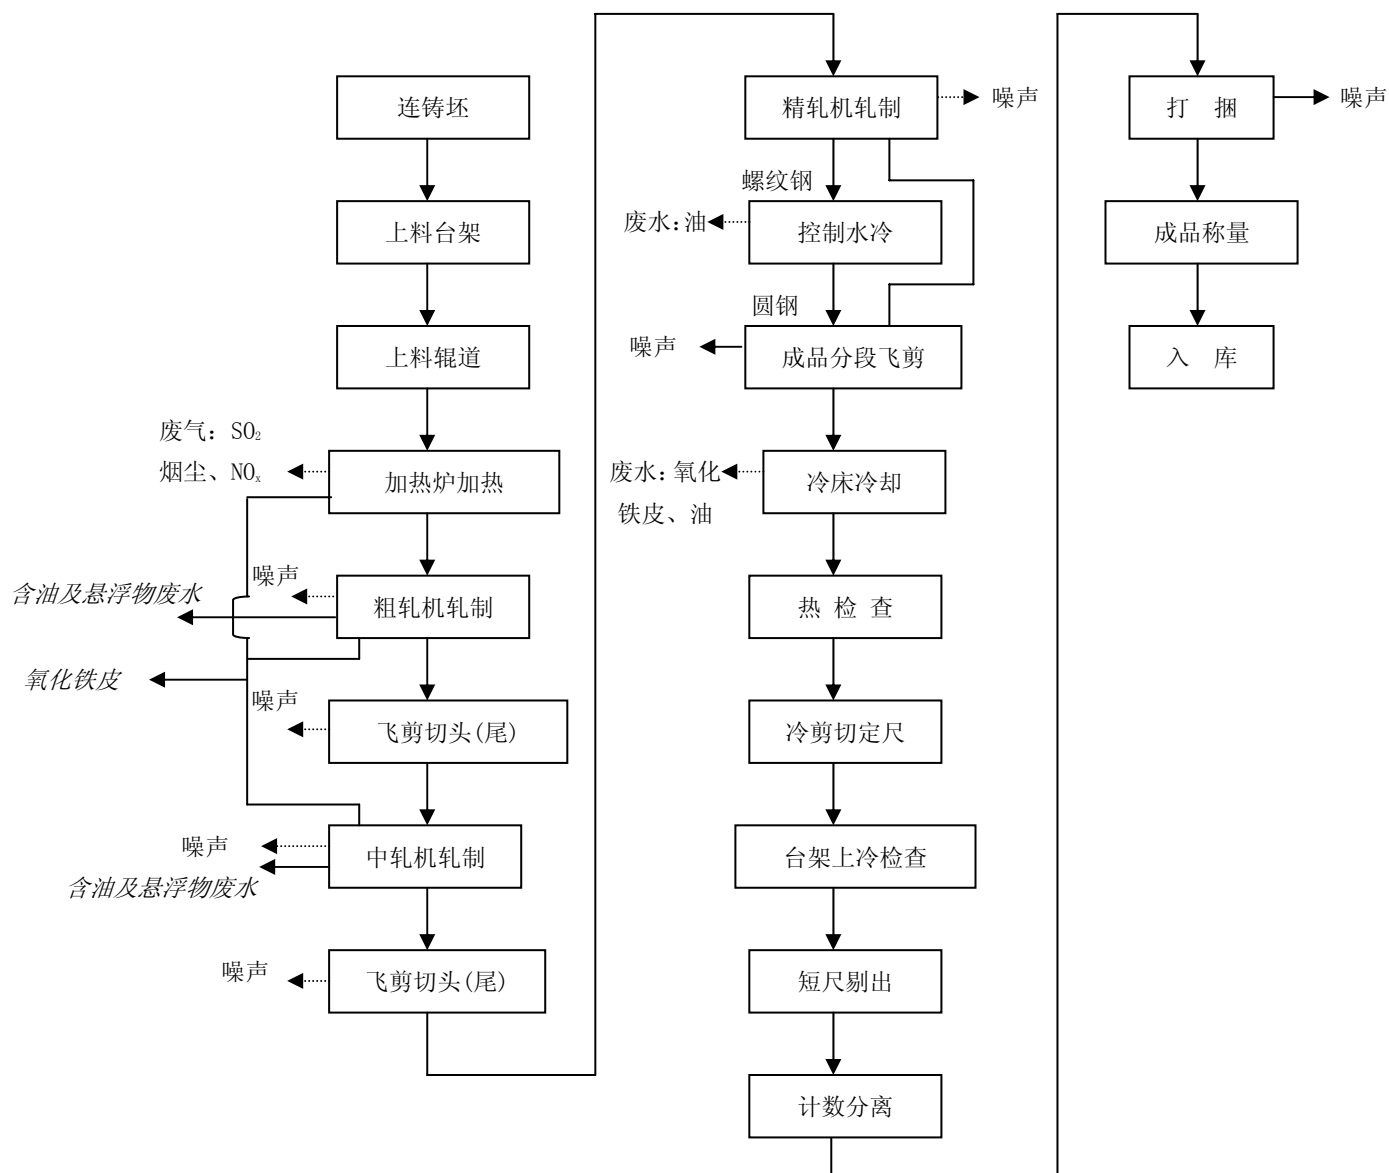 连铸坯
上料台架
上料辊道
废气：SO₂
烟尘、NOₓ
加热炉加热
噪声
含油及悬浮物废水
粗轧机轧制
氧化铁皮
噪声
飞剪切头(尾)
噪声
中轧机轧制
含油及悬浮物废水
噪声
飞剪切头(尾)
精轧机轧制
噪声
螺纹钢
废水：油
控制水冷
圆钢
噪声
成品分段飞剪
废水：氧化
铁皮、油
冷床冷却
热 检 查
冷剪切定尺
台架上冷检查
短尺剔出
计数分离
打 捆
噪声
成品称量
入 库